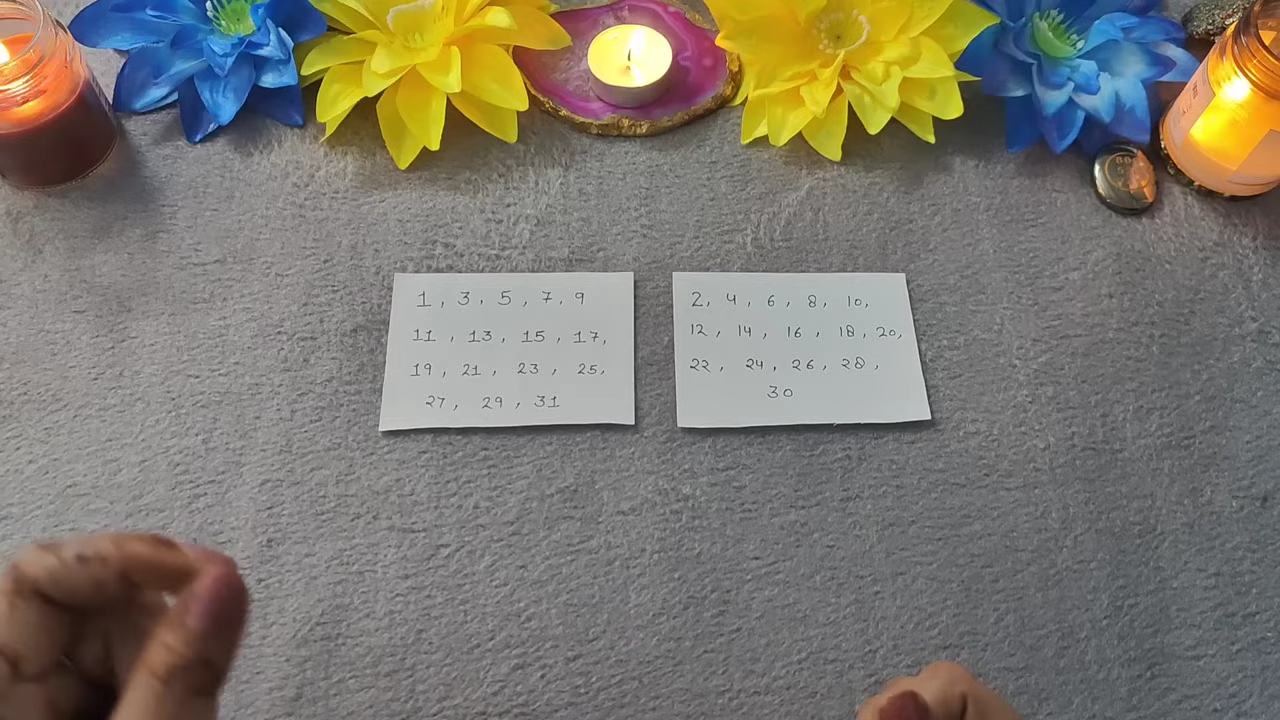 1, 3, 5, 7, 9
11, 13, 15, 17,
19, 21, 23, 25,
27, 29, 31
2, 4, 6, 8, 10,
12, 14, 16, 18, 20,
22, 24, 26, 28,
30